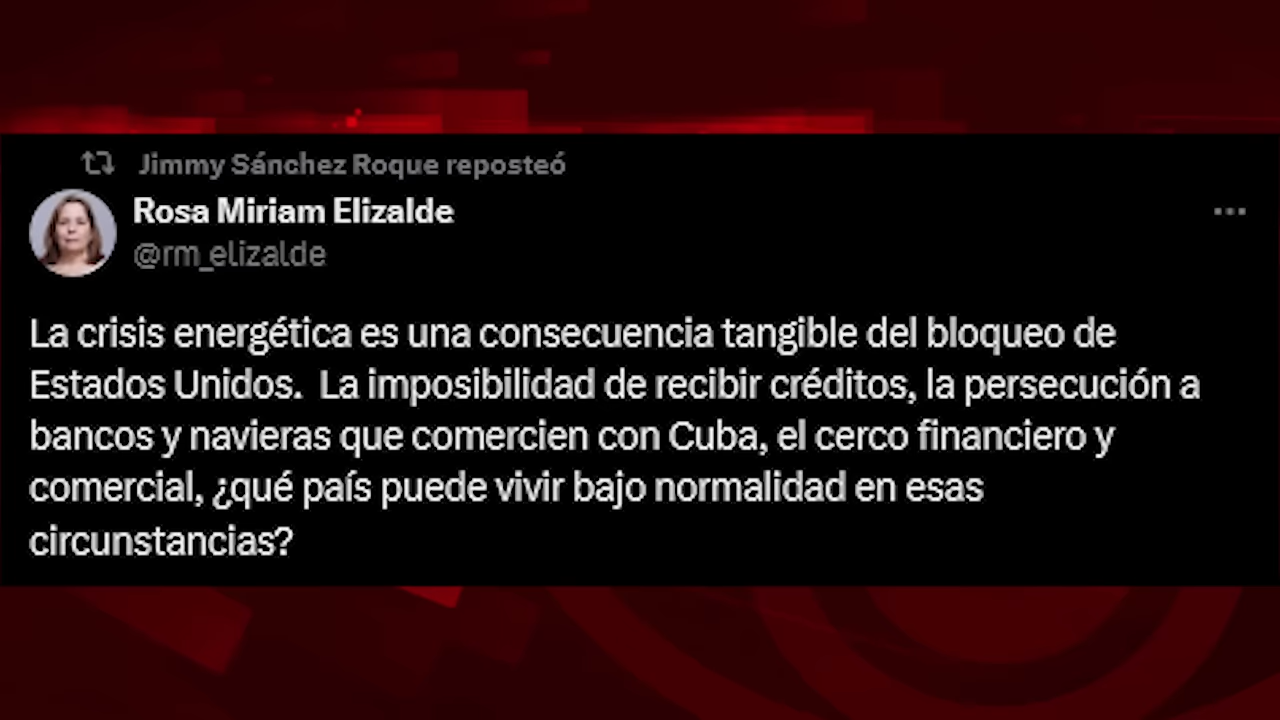 Jimmy Sánchez Roque reposteó
Rosa Miriam Elizalde
@rm_elizalde
La crisis energética es una consecuencia tangible del bloqueo de
Estados Unidos. La imposibilidad de recibir créditos, la persecución a
bancos y navieras que comercien con Cuba, el cerco financiero y
comercial, ¿qué país puede vivir bajo normalidad en esas
circunstancias?